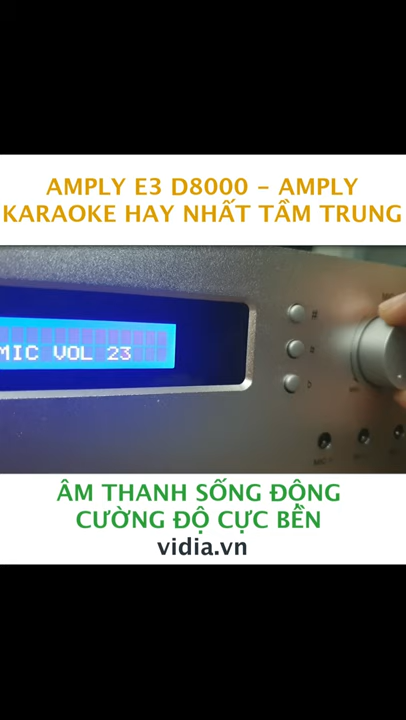 AMPLY E3 D8000 – AMPLY
KARAOKE HAY NHẤT TẦM TRUNG
MIC VOL 23
ÂM THANH SỐNG ĐỘNG
CƯỜNG ĐỘ CỰC BỀN
vidia.vn